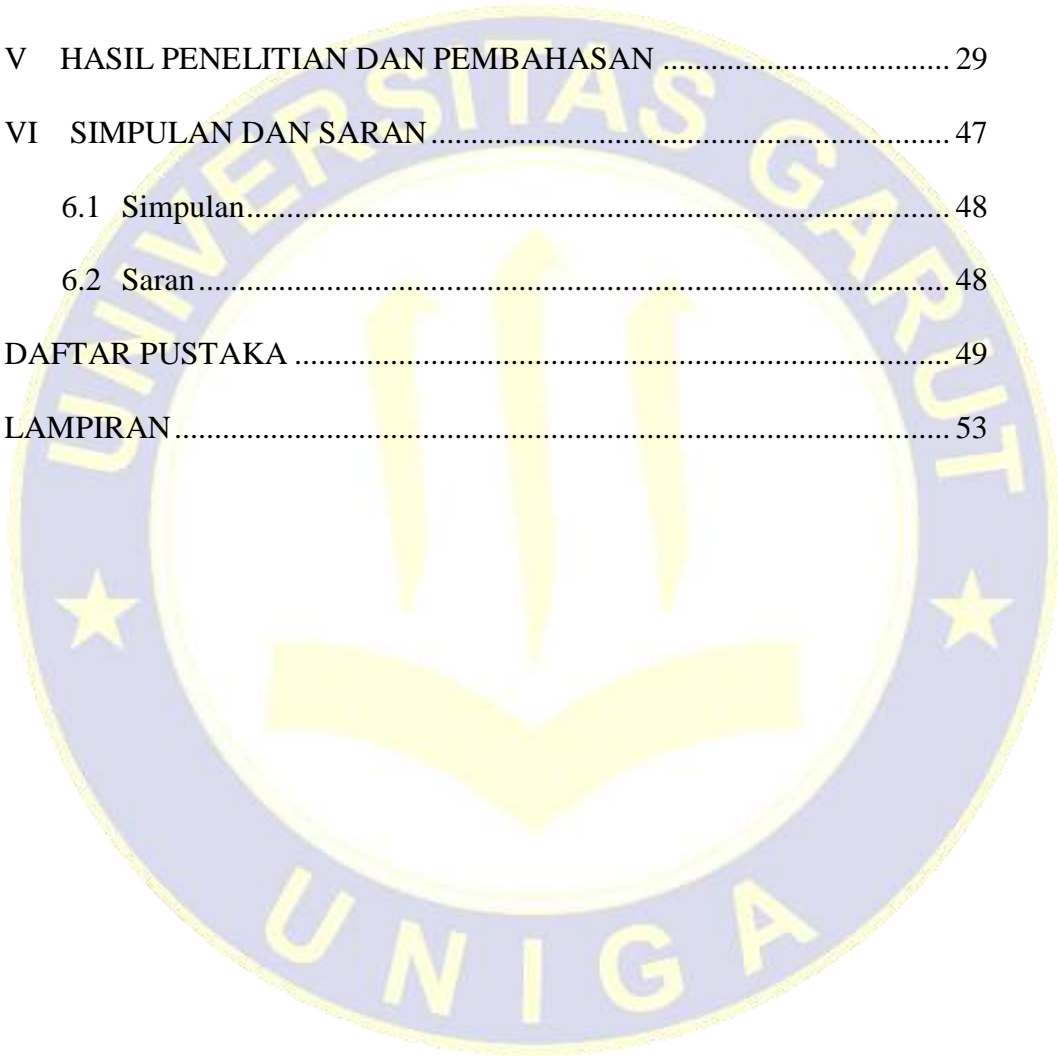 V HASIL PENELITIAN DAN PEMBAHASAN .................................... 29
VI SIMPULAN DAN SARAN .................................................................. 47
6.1 Simpulan.......................................................................................... 48
6.2 Saran ................................................................................................ 48
DAFTAR PUSTAKA ................................................................................... 49
LAMPIRAN .................................................................................................. 53
UNIVERSITAS GARUT
UNIGA